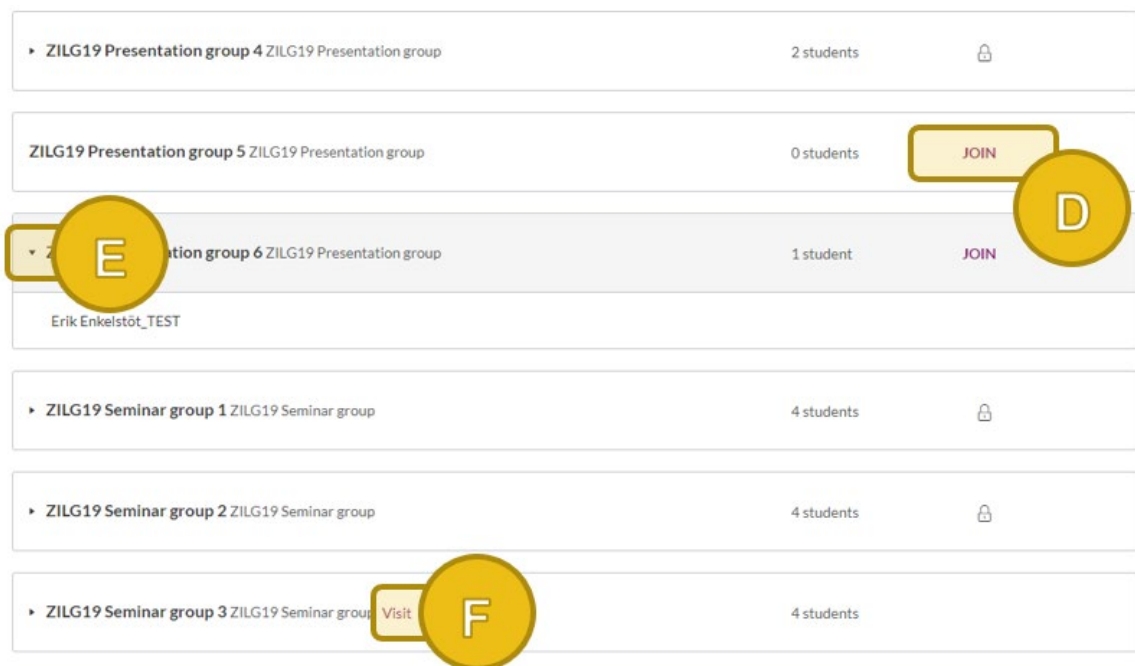 ZILG19 Presentation group 4 ZILG19 Presentation group 2 students
ZILG19 Presentation group 5 ZILG19 Presentation group 0 students JOIN
D
E
tion group 6 ZILG19 Presentation group 1 student JOIN
Erik Enkelstöt_TEST
ZILG19 Seminar group 1 ZILG19 Seminar group 4 students
ZILG19 Seminar group 2 ZILG19 Seminar group 4 students
ZILG19 Seminar group 3 ZILG19 Seminar group Visit 4 students
F